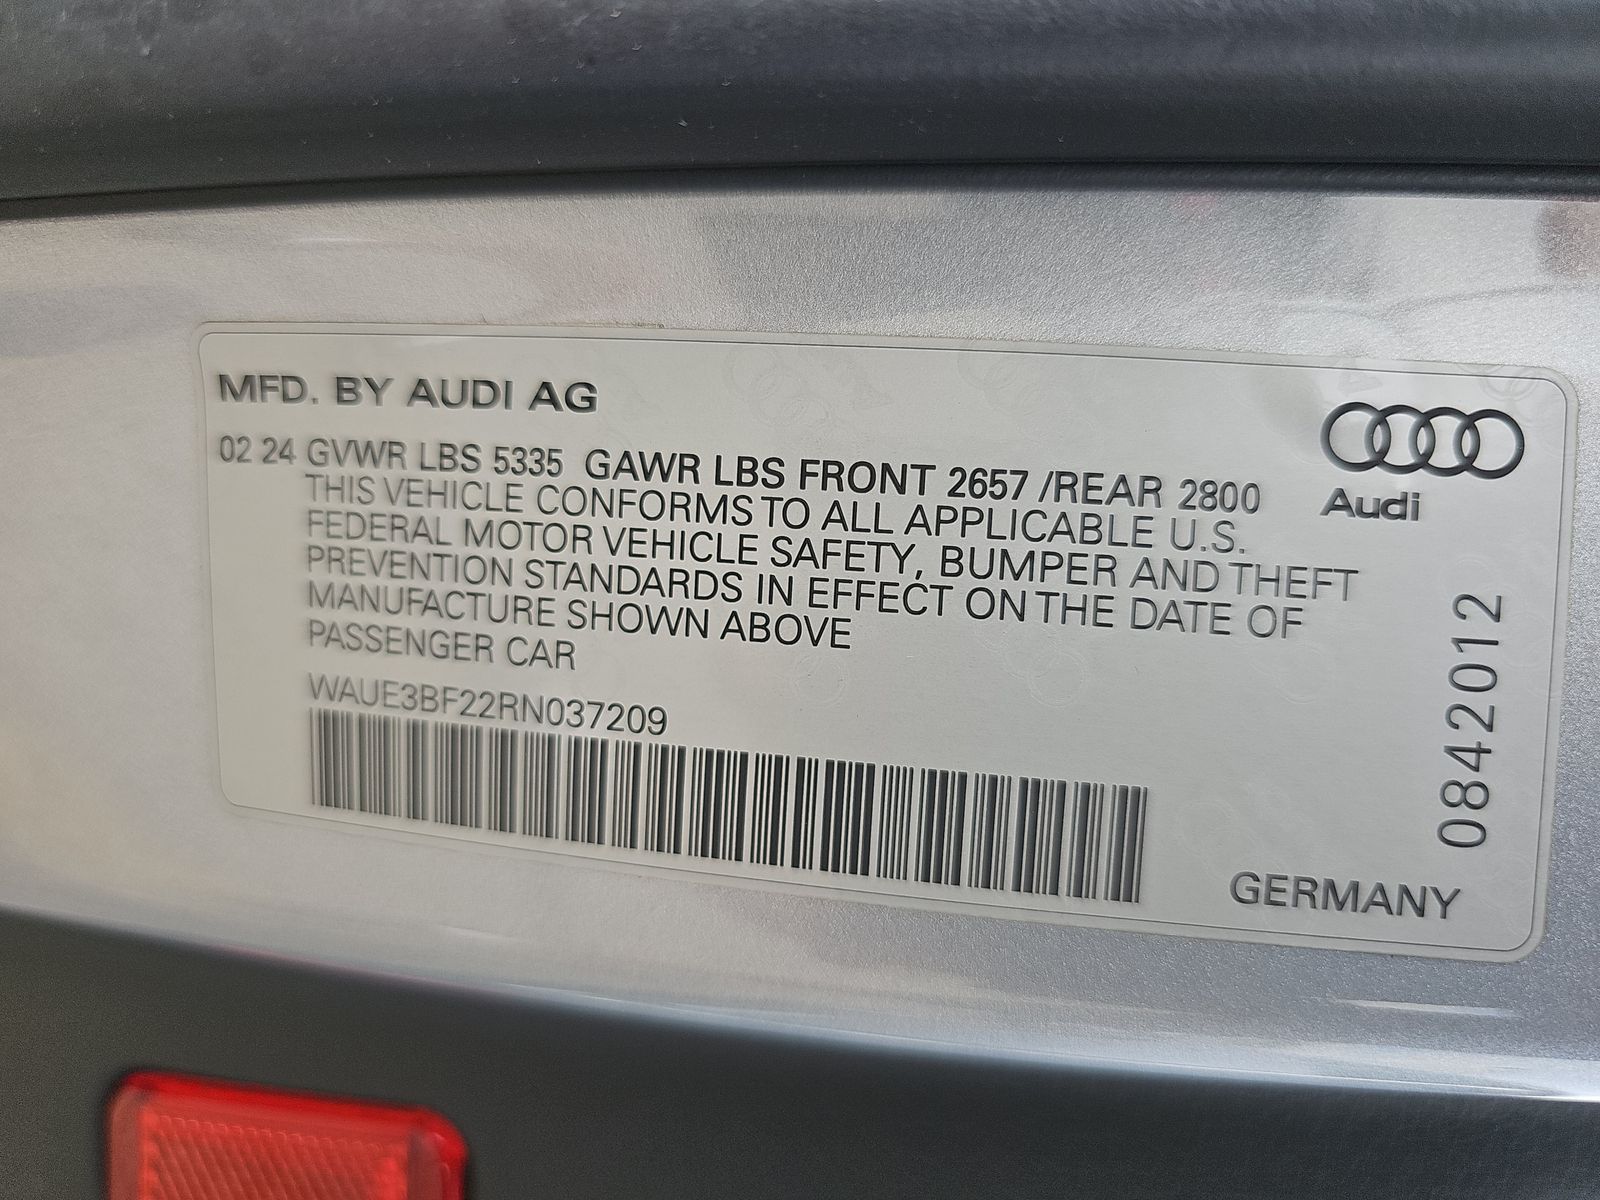 MFD. BY AUDI AG
02 24 GVWR LBS 5335 GAWR LBS FRONT 2657 /REAR 2800
THIS VEHICLE CONFORMS TO ALL APPLICABLE U.S.
FEDERAL MOTOR VEHICLE SAFETY, BUMPER AND THEFT
PREVENTION STANDARDS IN EFFECT ON THE DATE OF
MANUFACTURE SHOWN ABOVE
PASSENGER CAR
WAUE3BF22RN037209
Audi
0842012
GERMANY